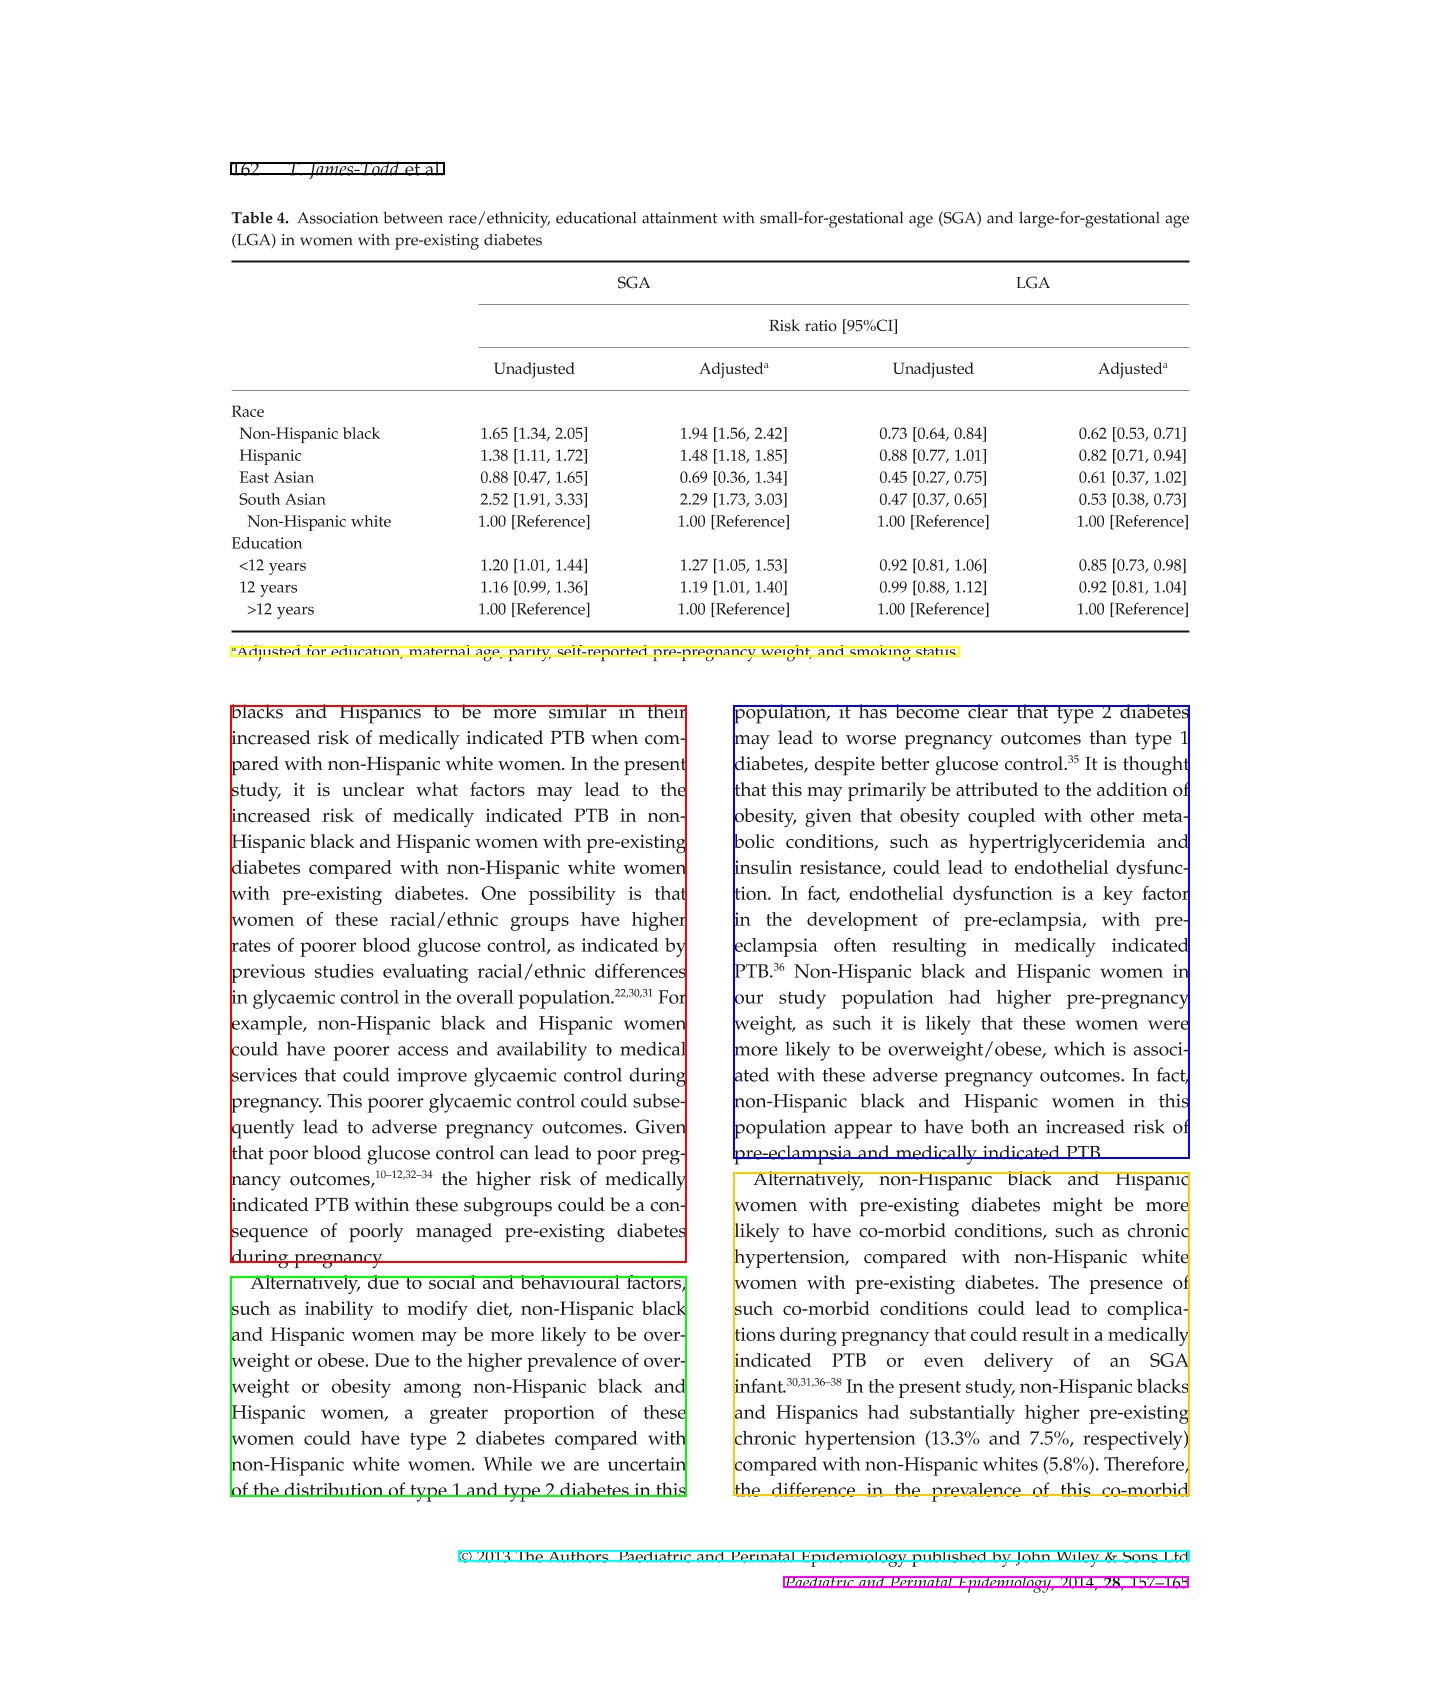 162 T. James-Todd et al.
Table 4. Association between race/ethnicity, educational attainment with small-for-gestational age (SGA) and large-for-gestational age
(LGA) in women with pre-existing diabetes
SGA LGA
Risk ratio [95%CI]
Unadjusted Adjustedᵃ Unadjusted Adjustedᵃ
Race
Non-Hispanic black 1.65 [1.34, 2.05] 1.94 [1.56, 2.42] 0.73 [0.64, 0.84] 0.62 [0.53, 0.71]
Hispanic 1.38 [1.11, 1.72] 1.48 [1.18, 1.85] 0.88 [0.77, 1.01] 0.82 [0.71, 0.94]
East Asian 0.88 [0.47, 1.65] 0.69 [0.36, 1.34] 0.45 [0.27, 0.75] 0.61 [0.37, 1.02]
South Asian 2.52 [1.91, 3.33] 2.29 [1.73, 3.03] 0.47 [0.37, 0.65] 0.53 [0.38, 0.73]
Non-Hispanic white 1.00 [Reference] 1.00 [Reference] 1.00 [Reference] 1.00 [Reference]
Education
<12 years 1.20 [1.01, 1.44] 1.27 [1.05, 1.53] 0.92 [0.81, 1.06] 0.85 [0.73, 0.98]
12 years 1.16 [0.99, 1.36] 1.19 [1.01, 1.40] 0.99 [0.88, 1.12] 0.92 [0.81, 1.04]
>12 years 1.00 [Reference] 1.00 [Reference] 1.00 [Reference] 1.00 [Reference]
ᵃAdjusted for education, maternal age, parity, self-reported pre-pregnancy weight, and smoking status.
blacks and Hispanics to be more similar in their
increased risk of medically indicated PTB when com-
pared with non-Hispanic white women. In the present
study, it is unclear what factors may lead to the
increased risk of medically indicated PTB in non-
Hispanic black and Hispanic women with pre-existing
diabetes compared with non-Hispanic white women
with pre-existing diabetes. One possibility is that
women of these racial/ethnic groups have higher
rates of poorer blood glucose control, as indicated by
previous studies evaluating racial/ethnic differences
in glycaemic control in the overall population.²²,³⁰,³¹ For
example, non-Hispanic black and Hispanic women
could have poorer access and availability to medical
services that could improve glycaemic control during
pregnancy. This poorer glycaemic control could subse-
quently lead to adverse pregnancy outcomes. Given
that poor blood glucose control can lead to poor preg-
nancy outcomes,¹⁰⁻¹²,³²⁻³⁴ the higher risk of medically
indicated PTB within these subgroups could be a con-
sequence of poorly managed pre-existing diabetes
during pregnancy.
Alternatively, due to social and behavioural factors,
such as inability to modify diet, non-Hispanic black
and Hispanic women may be more likely to be over-
weight or obese. Due to the higher prevalence of over-
weight or obesity among non-Hispanic black and
Hispanic women, a greater proportion of these
women could have type 2 diabetes compared with
non-Hispanic white women. While we are uncertain
of the distribution of type 1 and type 2 diabetes in this
population, it has become clear that type 2 diabetes
may lead to worse pregnancy outcomes than type 1
diabetes, despite better glucose control.³⁵ It is thought
that this may primarily be attributed to the addition of
obesity, given that obesity coupled with other meta-
bolic conditions, such as hypertriglyceridemia and
insulin resistance, could lead to endothelial dysfunc-
tion. In fact, endothelial dysfunction is a key factor
in the development of pre-eclampsia, with pre-
eclampsia often resulting in medically indicated
PTB.³⁶ Non-Hispanic black and Hispanic women in
our study population had higher pre-pregnancy
weight, as such it is likely that these women were
more likely to be overweight/obese, which is associ-
ated with these adverse pregnancy outcomes. In fact,
non-Hispanic black and Hispanic women in this
population appear to have both an increased risk of
pre-eclampsia and medically indicated PTB.
Alternatively, non-Hispanic black and Hispanic
women with pre-existing diabetes might be more
likely to have co-morbid conditions, such as chronic
hypertension, compared with non-Hispanic white
women with pre-existing diabetes. The presence of
such co-morbid conditions could lead to complica-
tions during pregnancy that could result in a medically
indicated PTB or even delivery of an SGA
infant.³⁰,³¹,³⁶⁻³⁸ In the present study, non-Hispanic blacks
and Hispanics had substantially higher pre-existing
chronic hypertension (13.3% and 7.5%, respectively)
compared with non-Hispanic whites (5.8%). Therefore,
the difference in the prevalence of this co-morbid
© 2013 The Authors. Paediatric and Perinatal Epidemiology published by John Wiley & Sons Ltd
Paediatric and Perinatal Epidemiology, 2014, 28, 157–165